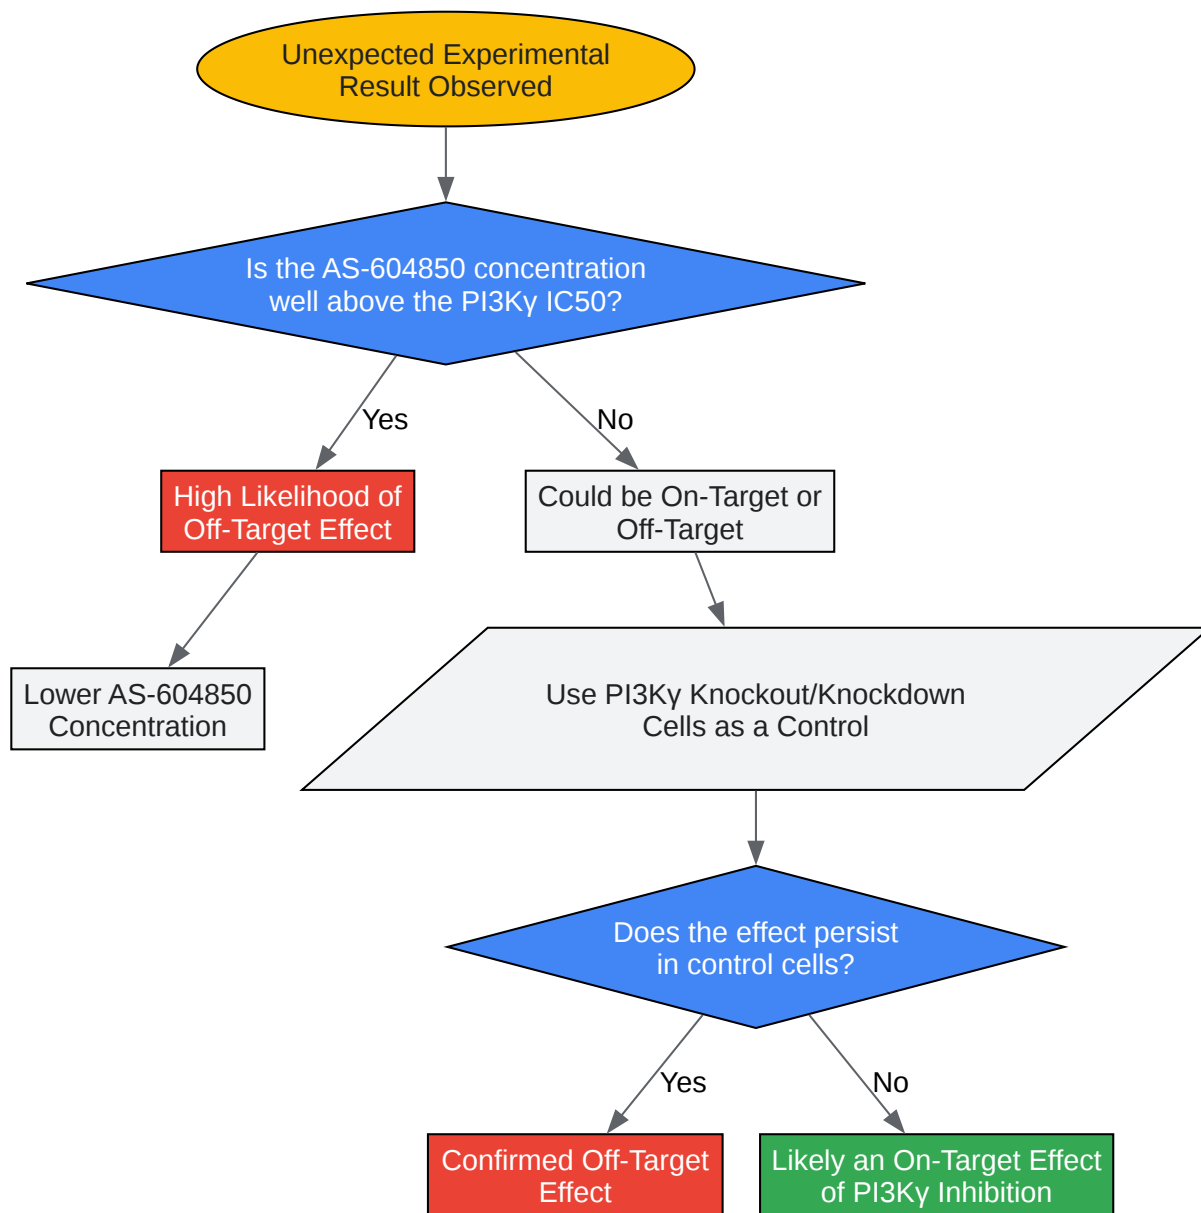 Unexpected Experimental
Result Observed
Is the AS-604850 concentration
well above the PI3Kγ IC50?
Yes
No
High Likelihood of
Off-Target Effect
Could be On-Target or
Off-Target
Lower AS-604850
Concentration
Use PI3Kγ Knockout/Knockdown
Cells as a Control
Does the effect persist
in control cells?
Yes
No
Confirmed Off-Target
Effect
Likely an On-Target Effect
of PI3Kγ Inhibition